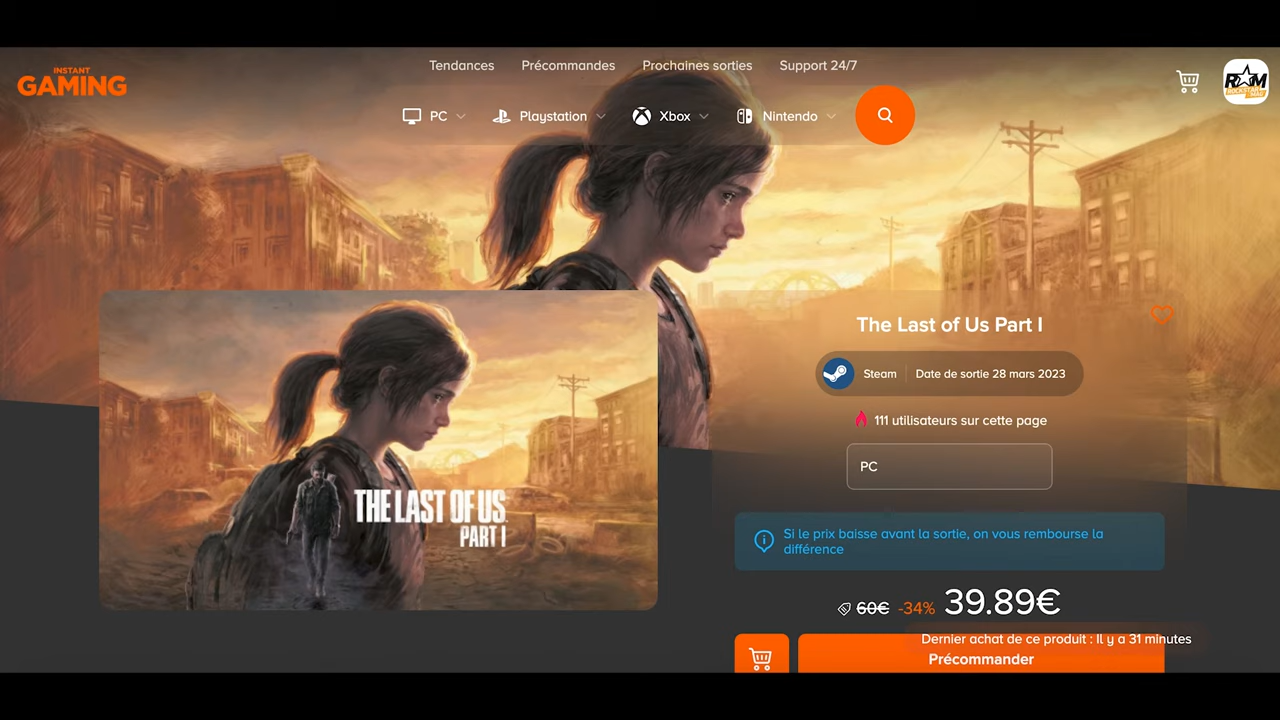 Tendances Précommandes Prochaines sorties Support 24/7
INSTANT
GAMING
PC Playstation Xbox Nintendo
The Last of Us Part I
Steam Date de sortie 28 mars 2023
111 utilisateurs sur cette page
PC
THE LAST OF US
PART I
Si le prix baisse avant la sortie, on vous rembourse la
différence
60€ -34% 39.89€
Dernier achat de ce produit : Il y a 31 minutes
Précommander